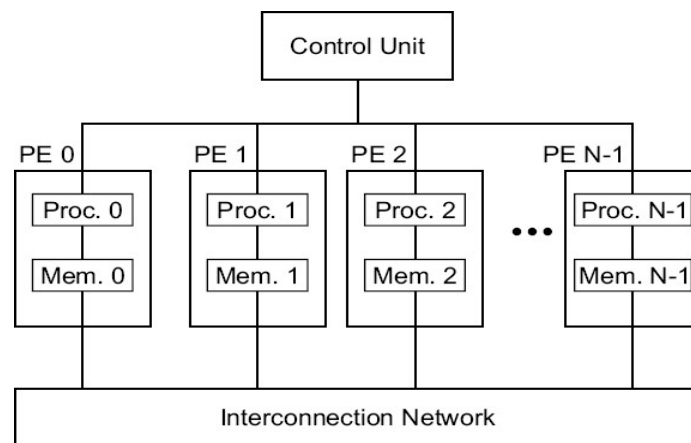 Control Unit
PE 0 PE 1 PE 2 PE N-1
Proc. 0 Proc. 1 Proc. 2 Proc. N-1
•••
Mem. 0 Mem. 1 Mem. 2 Mem. N-1
Interconnection Network